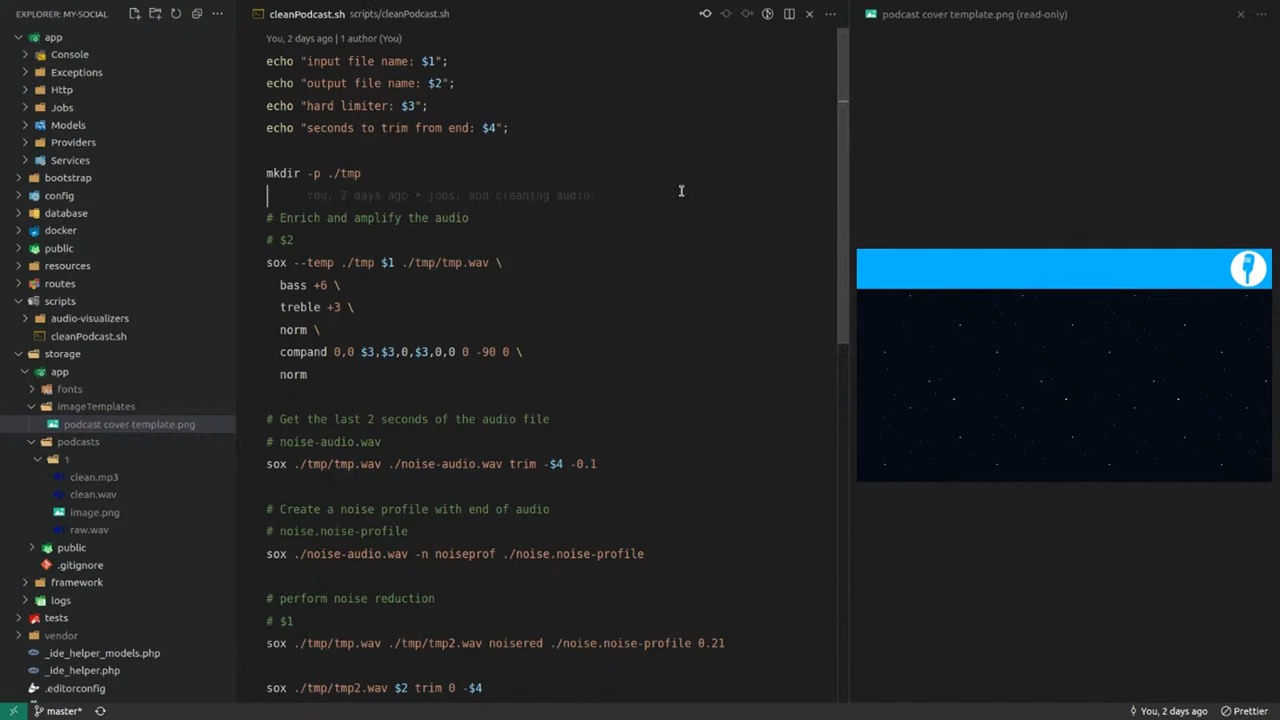 EXPLORER: MY-SOCIAL
app
Console
Exceptions
Http
Jobs
Models
Providers
Services
bootstrap
config
database
docker
public
resources
routes
scripts
audio-visualizers
cleanPodcast.sh
storage
app
fonts
imageTemplates
podcast cover template.png
podcasts
1
clean.mp3
clean.wav
image.png
raw.wav
public
.gitignore
framework
logs
tests
vendor
_ide_helper_models.php
_ide_helper.php
.editorconfig
master*
cleanPodcast.sh scripts/cleanPodcast.sh
You, 2 days ago | 1 author (You)
echo "input file name: $1";
echo "output file name: $2";
echo "hard limiter: $3";
echo "seconds to trim from end: $4";
mkdir -p ./tmp
You, 2 days ago • jobs, and cleaning audio:
# Enrich and amplify the audio
# $2
sox --temp ./tmp $1 ./tmp/tmp.wav \
bass +6 \
treble +3 \
norm \
compand 0,0 $3,$3,0,$3,0,0 0 -90 0 \
norm
# Get the last 2 seconds of the audio file
# noise-audio.wav
sox ./tmp/tmp.wav ./noise-audio.wav trim -$4 -0.1
# Create a noise profile with end of audio
# noise.noise-profile
sox ./noise-audio.wav -n noiseprof ./noise.noise-profile
# perform noise reduction
# $1
sox ./tmp/tmp.wav ./tmp/tmp2.wav noisered ./noise.noise-profile 0.21
sox ./tmp/tmp2.wav $2 trim 0 -$4
podcast cover template.png (read-only)
You, 2 days ago
Prettier